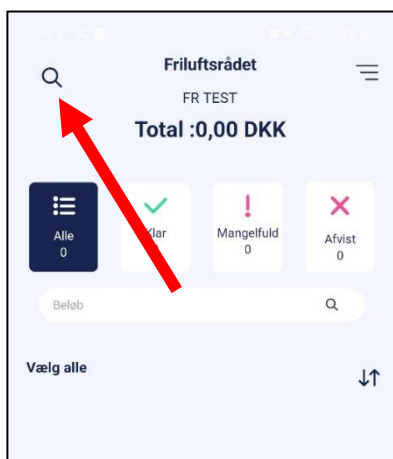 Friluftsrådet
FR TEST
Total :0,00 DKK
Alle
0
Klar
Mangelfuld
0
Afvist
0
Beløb
Vælg alle